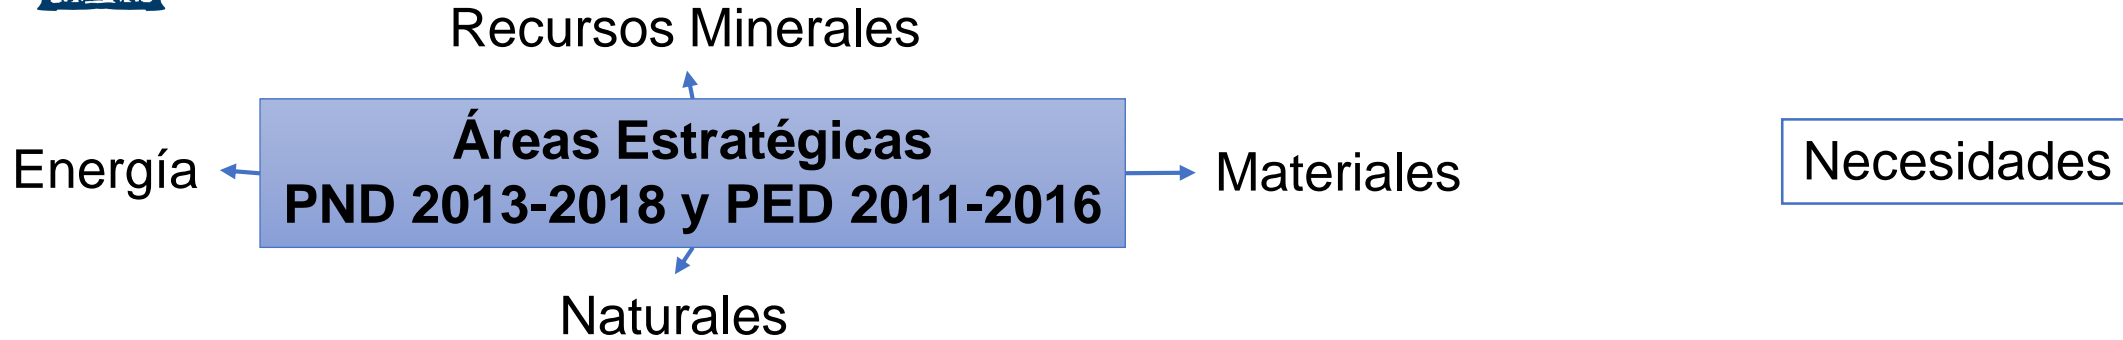 Recursos Minerales
Áreas Estratégicas
PND 2013-2018 y PED 2011-2016
Energía
Materiales
Necesidades
Naturales